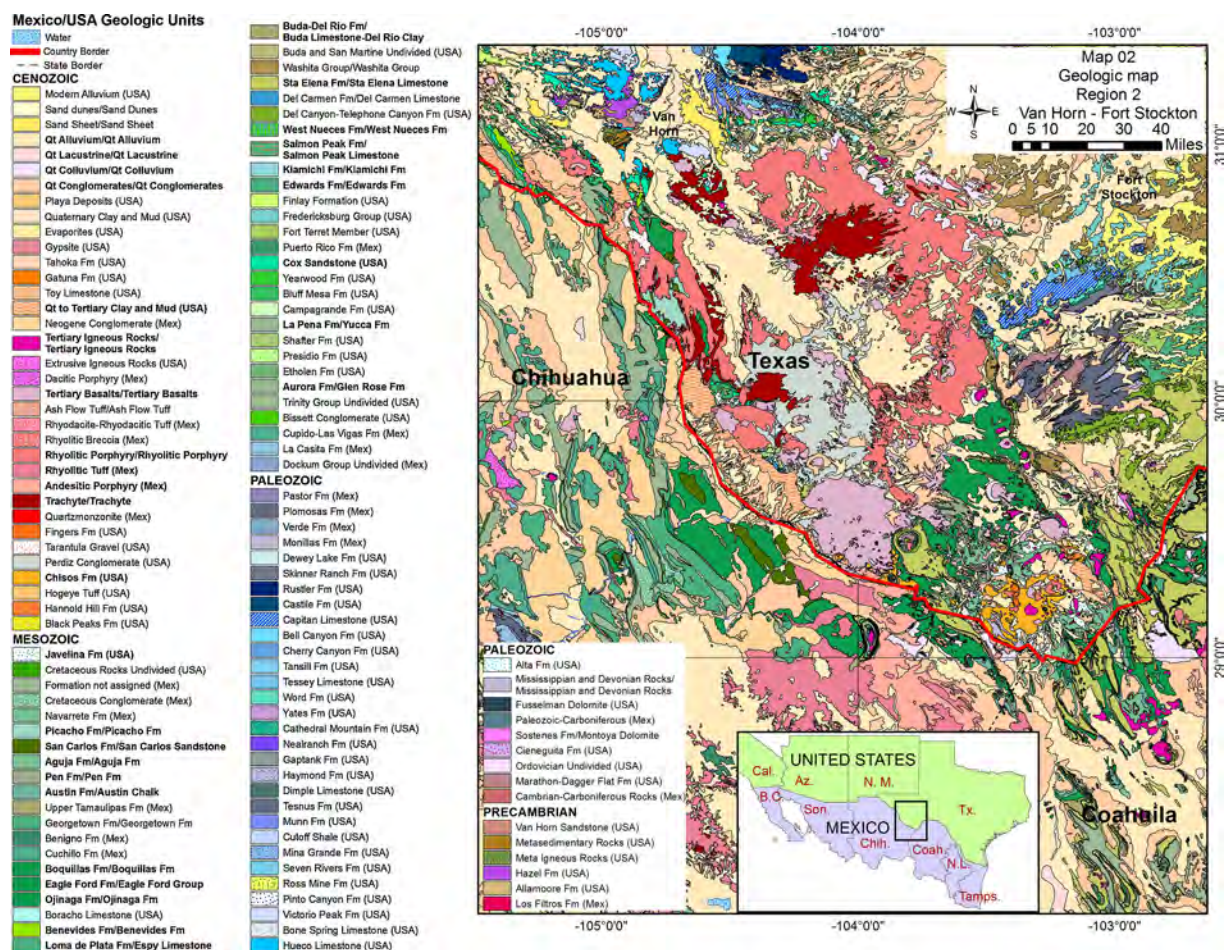 Mexico/USA Geologic Units
Water
Country Border
State Border
CENOZOIC
Modern Alluvium (USA)
Sand dunes/Sand Dunes
Sand Sheet/Sand Sheet
Qt Alluvium/Qt Alluvium
Qt Lacustrine/Qt Lacustrine
Qt Colluvium/Qt Colluvium
Qt Conglomerates/Qt Conglomerates
Playa Deposits (USA)
Quaternary Clay and Mud (USA)
Evaporites (USA)
Gypsite (USA)
Tahoka Fm (USA)
Gatuna Fm (USA)
Toy Limestone (USA)
Qt to Tertiary Clay and Mud (USA)
Neogene Conglomerate (Mex)
Tertiary Igneous Rocks/
Tertiary Igneous Rocks
Extrusive Igneous Rocks (USA)
Dacitic Porphyry (Mex)
Tertiary Basalts/Tertiary Basalts
Ash Flow Tuff/Ash Flow Tuff
Rhyodacite-Rhyodacitic Tuff (Mex)
Rhyolitic Breccia (Mex)
Rhyolitic Porphyry/Rhyolitic Porphyry
Rhyolitic Tuff (Mex)
Andesitic Porphyry (Mex)
Trachyte/Trachyte
Quartzmonzonite (Mex)
Fingers Fm (USA)
Tarantula Gravel (USA)
Perdiz Conglomerate (USA)
Chisos Fm (USA)
Hogeye Tuff (USA)
Hannold Hill Fm (USA)
Black Peaks Fm (USA)
MESOZOIC
Javelina Fm (USA)
Cretaceous Rocks Undivided (USA)
Formation not assigned (Mex)
Cretaceous Conglomerate (Mex)
Navarrete Fm (Mex)
Picacho Fm/Picacho Fm
San Carlos Fm/San Carlos Sandstone
Aguja Fm/Aguja Fm
Pen Fm/Pen Fm
Austin Fm/Austin Chalk
Upper Tamaulipas Fm (Mex)
Georgetown Fm/Georgetown Fm
Benigno Fm (Mex)
Cuchillo Fm (Mex)
Boquillas Fm/Boquillas Fm
Eagle Ford Fm/Eagle Ford Group
Ojinaga Fm/Ojinaga Fm
Boracho Limestone (USA)
Benevides Fm/Benevides Fm
Loma de Plata Fm/Espy Limestone
Buda-Del Rio Fm/
Buda Limestone-Del Rio Clay
Buda and San Martine Undivided (USA)
Washita Group/Washita Group
Sta Elena Fm/Sta Elena Limestone
Del Carmen Fm/Del Carmen Limestone
Del Canyon-Telephone Canyon Fm (USA)
West Nueces Fm/West Nueces Fm
Salmon Peak Fm/
Salmon Peak Limestone
Kiamichi Fm/Kiamichi Fm
Edwards Fm/Edwards Fm
Finlay Formation (USA)
Fredericksburg Group (USA)
Fort Terret Member (USA)
Puerto Rico Fm (Mex)
Cox Sandstone (USA)
Yearwood Fm (USA)
Bluff Mesa Fm (USA)
Campagrande Fm (USA)
La Pena Fm/Yucca Fm
Shafter Fm (USA)
Presidio Fm (USA)
Etholen Fm (USA)
Aurora Fm/Glen Rose Fm
Trinity Group Undivided (USA)
Bissett Conglomerate (USA)
Cupido-Las Vigas Fm (Mex)
La Casita Fm (Mex)
Dockum Group Undivided (Mex)
PALEOZOIC
Pastor Fm (Mex)
Plomosas Fm (Mex)
Verde Fm (Mex)
Monillas Fm (Mex)
Dewey Lake Fm (USA)
Skinner Ranch Fm (USA)
Rustler Fm (USA)
Castile Fm (USA)
Capitan Limestone (USA)
Bell Canyon Fm (USA)
Cherry Canyon Fm (USA)
Tansill Fm (USA)
Tessey Limestone (USA)
Word Fm (USA)
Yates Fm (USA)
Cathedral Mountain Fm (USA)
Nealranch Fm (USA)
Gaptank Fm (USA)
Haymond Fm (USA)
Dimple Limestone (USA)
Tesnus Fm (USA)
Munn Fm (USA)
Cutoff Shale (USA)
Mina Grande Fm (USA)
Seven Rivers Fm (USA)
Ross Mine Fm (USA)
Pinto Canyon Fm (USA)
Victorio Peak Fm (USA)
Bone Spring Limestone (USA)
Hueco Limestone (USA)
-105°0'0"
-104°0'0"
-103°0'0"
Map 02
Geologic map
Region 2
Van Horn - Fort Stockton
N
W
E
S
0 5 10 20 30 40
Miles
Van
Horn
Fort
Stockton
31°0'0"
Texas
Chihuahua
30°0'0"
29°0'0"
Coahuila
PALEOZOIC
Alta Fm (USA)
Mississippian and Devonian Rocks/
Mississippian and Devonian Rocks
Fusselman Dolomite (USA)
Paleozoic-Carboniferous (Mex)
Sostenes Fm/Montoya Dolomite
Cieneguita Fm (USA)
Ordovician Undivided (USA)
Marathon-Dagger Flat Fm (USA)
Cambrian-Carboniferous Rocks (Mex)
PRECAMBRIAN
Van Horn Sandstone (USA)
Metasedimentary Rocks (USA)
Meta Igneous Rocks (USA)
Hazel Fm (USA)
Allamoore Fm (USA)
Los Filtros Fm (Mex)
UNITED STATES
Cal.
Az.
N. M.
Tx.
B.C.
Son.
MEXICO
Chih.
Coah.
N.L.
Tamps.
-105°0'0"
-104°0'0"
-103°0'0"